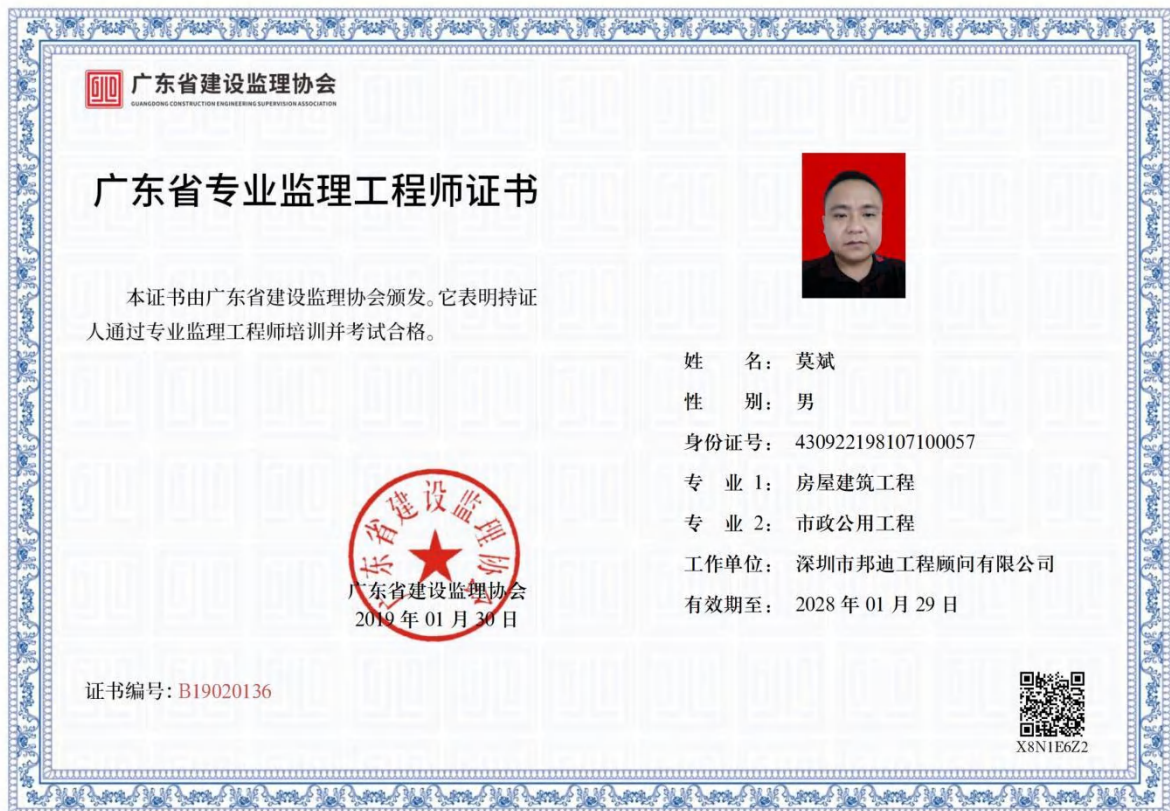 广东省建设监理协会
GUANGDONG CONSTRUCTION ENGINEERING SUPERVISION ASSOCIATION
广东省专业监理工程师证书
本证书由广东省建设监理协会颁发。它表明持证
人通过专业监理工程师培训并考试合格。
广东省建设监理协会
广东省建设监理协会
2019 年 01 月 30 日
证书编号: B19020136
姓 名: 莫斌
性 别: 男
身份证号: 430922198107100057
专 业 1: 房屋建筑工程
专 业 2: 市政公用工程
工作单位: 深圳市邦迪工程顾问有限公司
有效期至: 2028 年 01 月 29 日
X8N1E6Z2